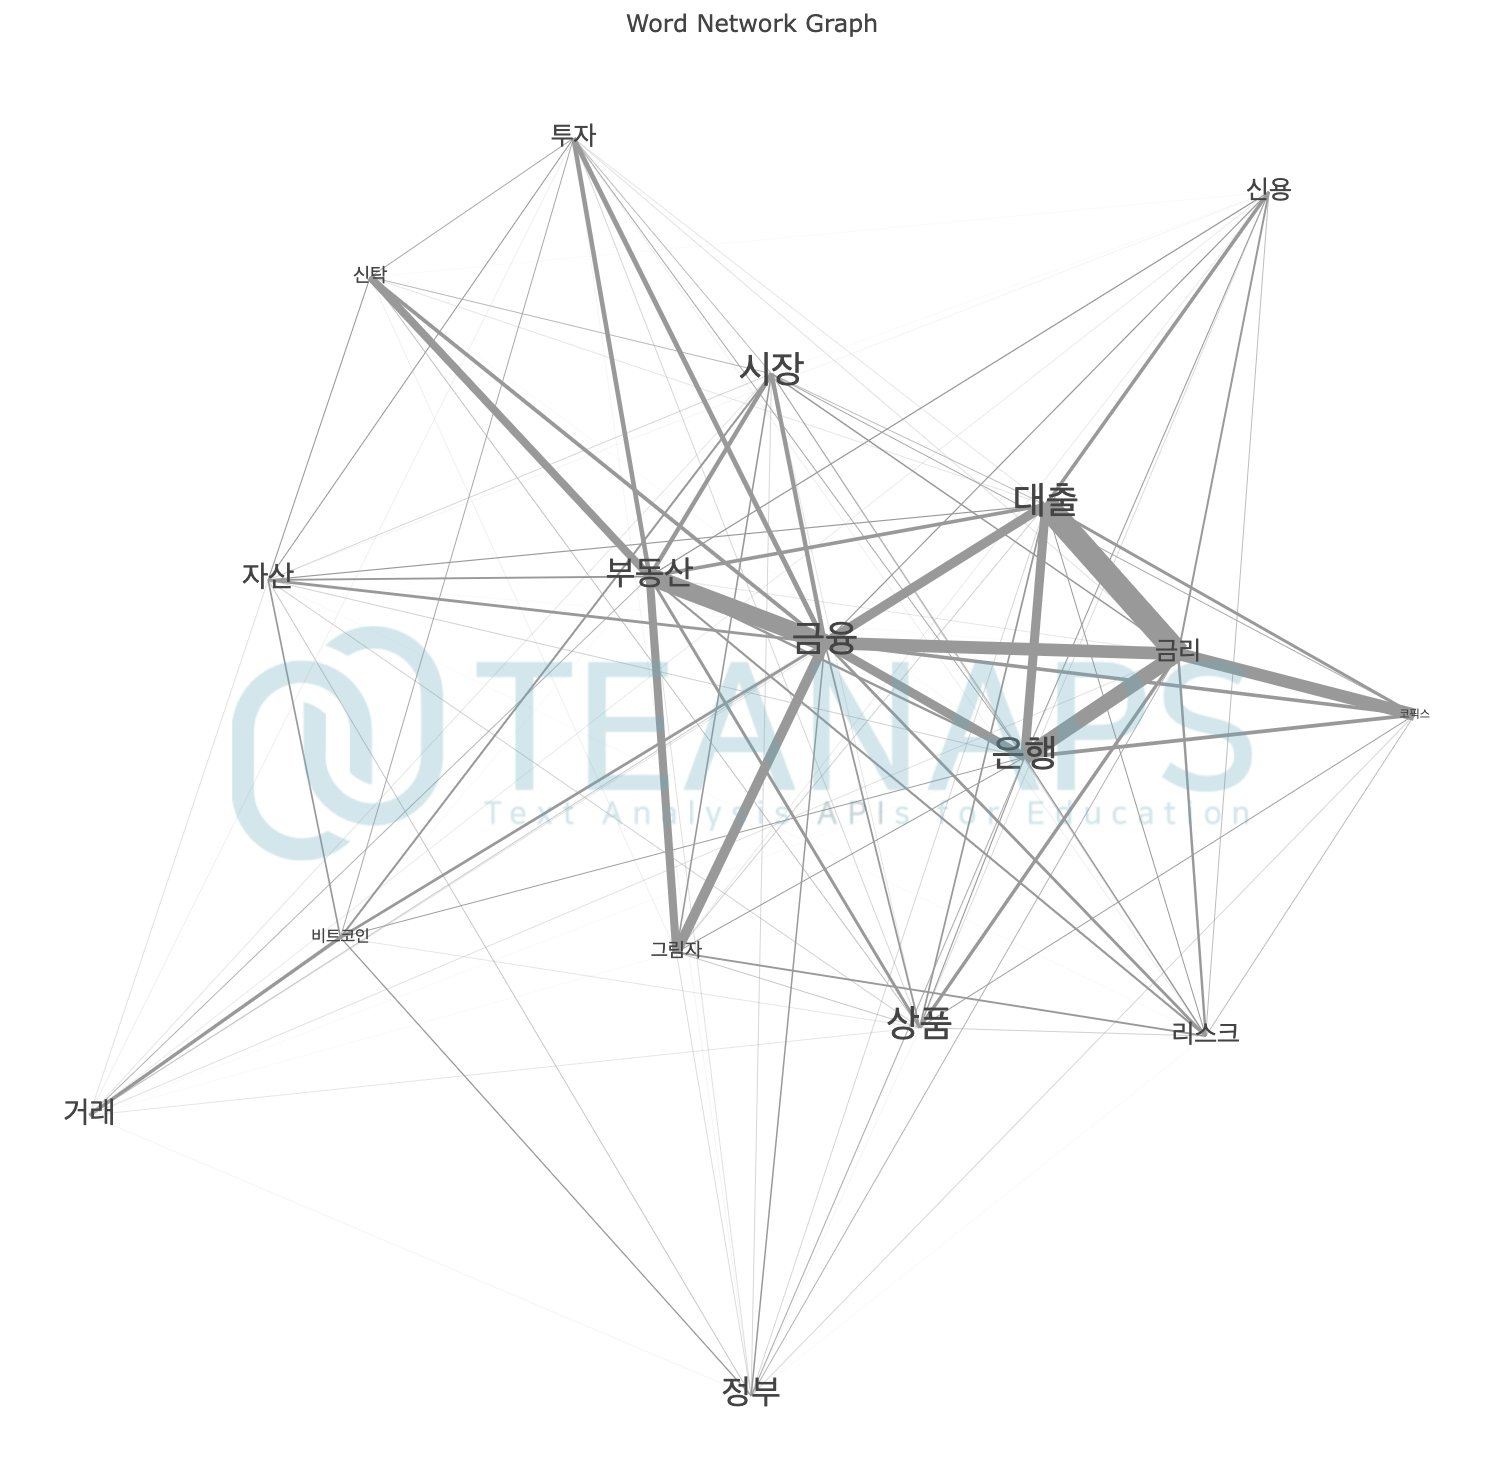 Word Network Graph
투자
신용
신탁
시장
대출
자산
부동산
금융
금리
코픽스
은행
TEANAPS
Text Analysis APIs for Education
비트코인
그림자
상품
리스크
거래
정부